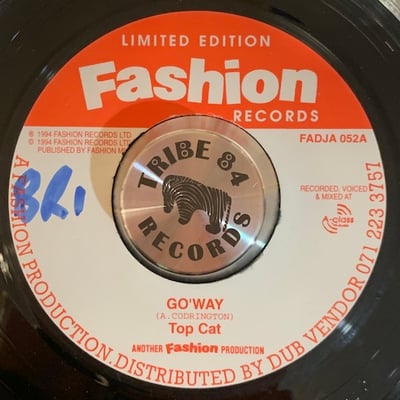 LIMITED EDITION
Fashion
RECORDS
℗ 1994 FASHION RECORDS LTD
© 1994 FASHION RECORDS LTD
PUBLISHED BY FASHION
FADJA 052A
RECORDED, VOICED
& MIXED AT
A-class
TRIBE 84
RECORDS
GO'WAY
(A. CODRINGTON)
Top Cat
ANOTHER Fashion PRODUCTION
A FASHION PRODUCTION. DISTRIBUTED BY DUB VENDOR 071 223 3757